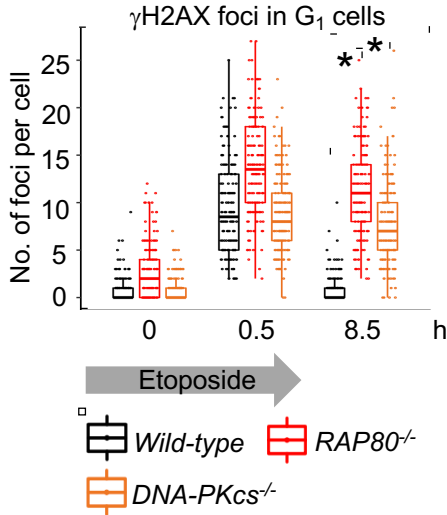 γH2AX foci in G₁ cells
No. of foci per cell
25
20
15
10
5
0
* *
0 0.5 8.5 h
Etoposide
Wild-type RAP80⁻/⁻
DNA-PKcs⁻/⁻